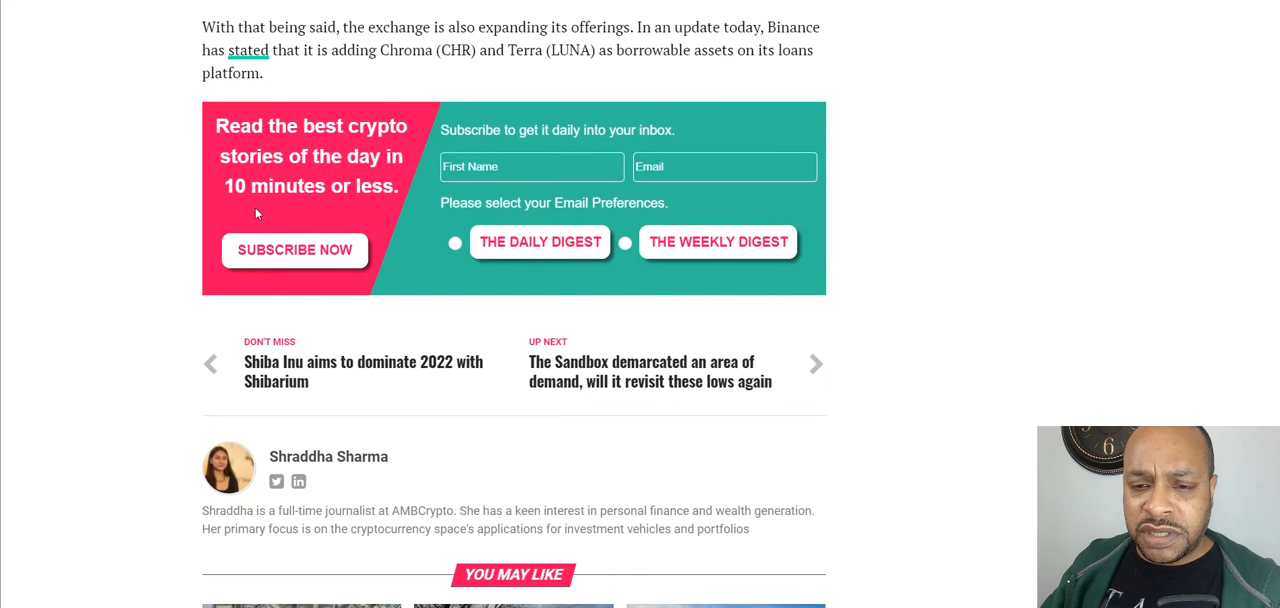 With that being said, the exchange is also expanding its offerings. In an update today, Binance
has stated that it is adding Chroma (CHR) and Terra (LUNA) as borrowable assets on its loans
platform.
Read the best crypto
stories of the day in
10 minutes or less.
SUBSCRIBE NOW
Subscribe to get it daily into your inbox.
First Name
Email
Please select your Email Preferences.
THE DAILY DIGEST
THE WEEKLY DIGEST
DON'T MISS
Shiba Inu aims to dominate 2022 with
Shibarium
UP NEXT
The Sandbox demarcated an area of
demand, will it revisit these lows again
Shraddha Sharma
Shraddha is a full-time journalist at AMBCrypto. She has a keen interest in personal finance and wealth generation.
Her primary focus is on the cryptocurrency space's applications for investment vehicles and portfolios
YOU MAY LIKE
6